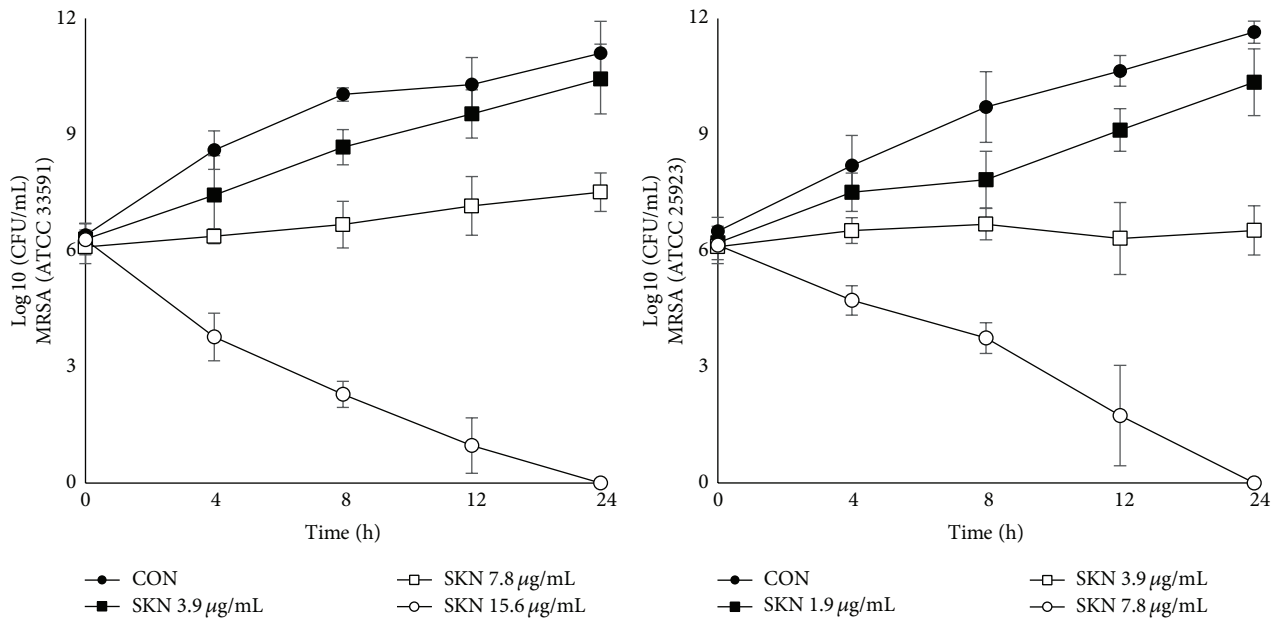 12
9
6
3
0
Log10 (CFU/mL)
MRSA (ATCC 33591)
0 4 8 12 24
Time (h)
CON
SKN 3.9 μg/mL
SKN 7.8 μg/mL
SKN 15.6 μg/mL
12
9
6
3
0
Log10 (CFU/mL)
MRSA (ATCC 25923)
0 4 8 12 24
Time (h)
CON
SKN 1.9 μg/mL
SKN 3.9 μg/mL
SKN 7.8 μg/mL